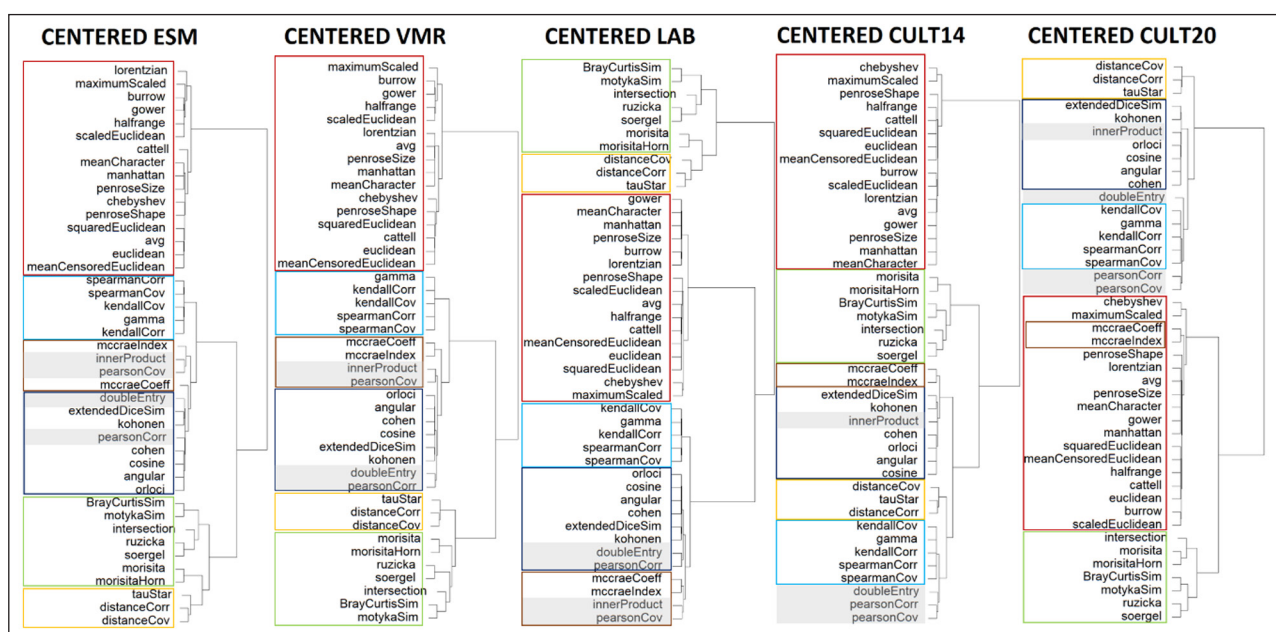 CENTERED ESM
lorentzian
maximumScaled
burrow
gower
halfrange
scaledEuclidean
cattell
meanCharacter
manhattan
penroseSize
chebyshev
penroseShape
squaredEuclidean
avg
euclidean
meanCensoredEuclidean
spearmanCorr
spearmanCov
kendallCov
gamma
kendallCorr
mccraeIndex
innerProduct
pearsonCov
mccraeCoeff
doubleEntry
extendedDiceSim
kohonen
pearsonCorr
cohen
cosine
angular
orloci
BrayCurtisSim
motykaSim
intersection
ruzicka
soergel
morisita
morisitaHorn
tauStar
distanceCorr
distanceCov
CENTERED VMR
maximumScaled
burrow
gower
halfrange
scaledEuclidean
lorentzian
avg
penroseSize
manhattan
meanCharacter
chebyshev
penroseShape
squaredEuclidean
cattell
euclidean
meanCensoredEuclidean
gamma
kendallCorr
kendallCov
spearmanCorr
spearmanCov
mccraeCoeff
mccraeIndex
innerProduct
pearsonCov
orloci
angular
cohen
cosine
extendedDiceSim
kohonen
doubleEntry
pearsonCorr
tauStar
distanceCorr
distanceCov
morisita
morisitaHorn
ruzicka
soergel
intersection
BrayCurtisSim
motykaSim
CENTERED LAB
BrayCurtisSim
motykaSim
intersection
ruzicka
soergel
morisita
morisitaHorn
distanceCov
distanceCorr
tauStar
gower
meanCharacter
manhattan
penroseSize
burrow
lorentzian
penroseShape
scaledEuclidean
avg
halfrange
cattell
meanCensoredEuclidean
euclidean
squaredEuclidean
chebyshev
maximumScaled
kendallCov
gamma
kendallCorr
spearmanCorr
spearmanCov
orloci
cosine
angular
cohen
extendedDiceSim
kohonen
doubleEntry
pearsonCorr
mccraeCoeff
mccraeIndex
innerProduct
pearsonCov
CENTERED CULT14
chebyshev
maximumScaled
penroseShape
halfrange
cattell
squaredEuclidean
euclidean
meanCensoredEuclidean
burrow
scaledEuclidean
lorentzian
avg
gower
penroseSize
manhattan
meanCharacter
morisita
morisitaHorn
BrayCurtisSim
motykaSim
intersection
ruzicka
soergel
mccraeCoeff
mccraeIndex
extendedDiceSim
kohonen
innerProduct
cohen
orloci
angular
cosine
distanceCov
tauStar
distanceCorr
kendallCov
gamma
kendallCorr
spearmanCorr
spearmanCov
doubleEntry
pearsonCorr
pearsonCov
CENTERED CULT20
distanceCov
distanceCorr
tauStar
extendedDiceSim
kohonen
innerProduct
orloci
cosine
angular
cohen
doubleEntry
kendallCov
gamma
kendallCorr
spearmanCorr
spearmanCov
pearsonCorr
pearsonCov
chebyshev
maximumScaled
mccraeCoeff
mccraeIndex
penroseShape
lorentzian
avg
penroseSize
meanCharacter
gower
manhattan
squaredEuclidean
meanCensoredEuclidean
halfrange
cattell
euclidean
burrow
scaledEuclidean
intersection
morisita
morisitaHorn
BrayCurtisSim
motykaSim
ruzicka
soergel